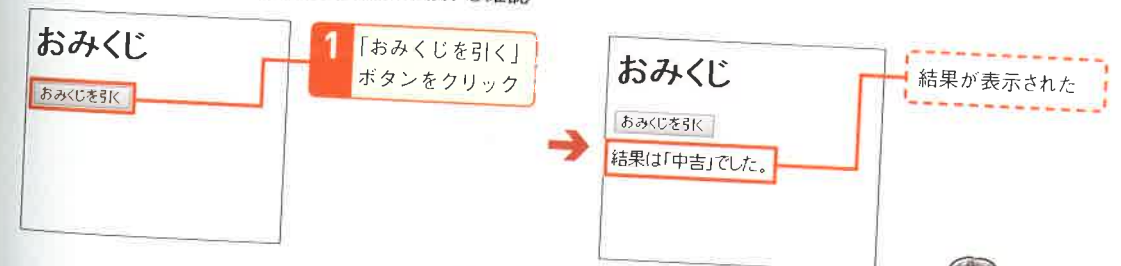 おみくじ
おみくじを引く
1
「おみくじを引く」
ボタンをクリック
おみくじ
おみくじを引く
結果は「中吉」でした。
結果が表示された